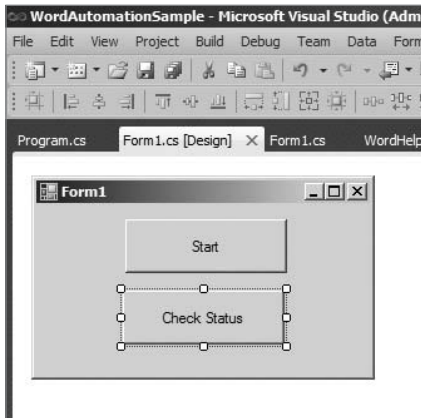 WordAutomationSample - Microsoft Visual Studio (Adm
File Edit View Project Build Debug Team Data Form
Program.cs Form1.cs [Design] Form1.cs WordHelp
Form1
Start
Check Status